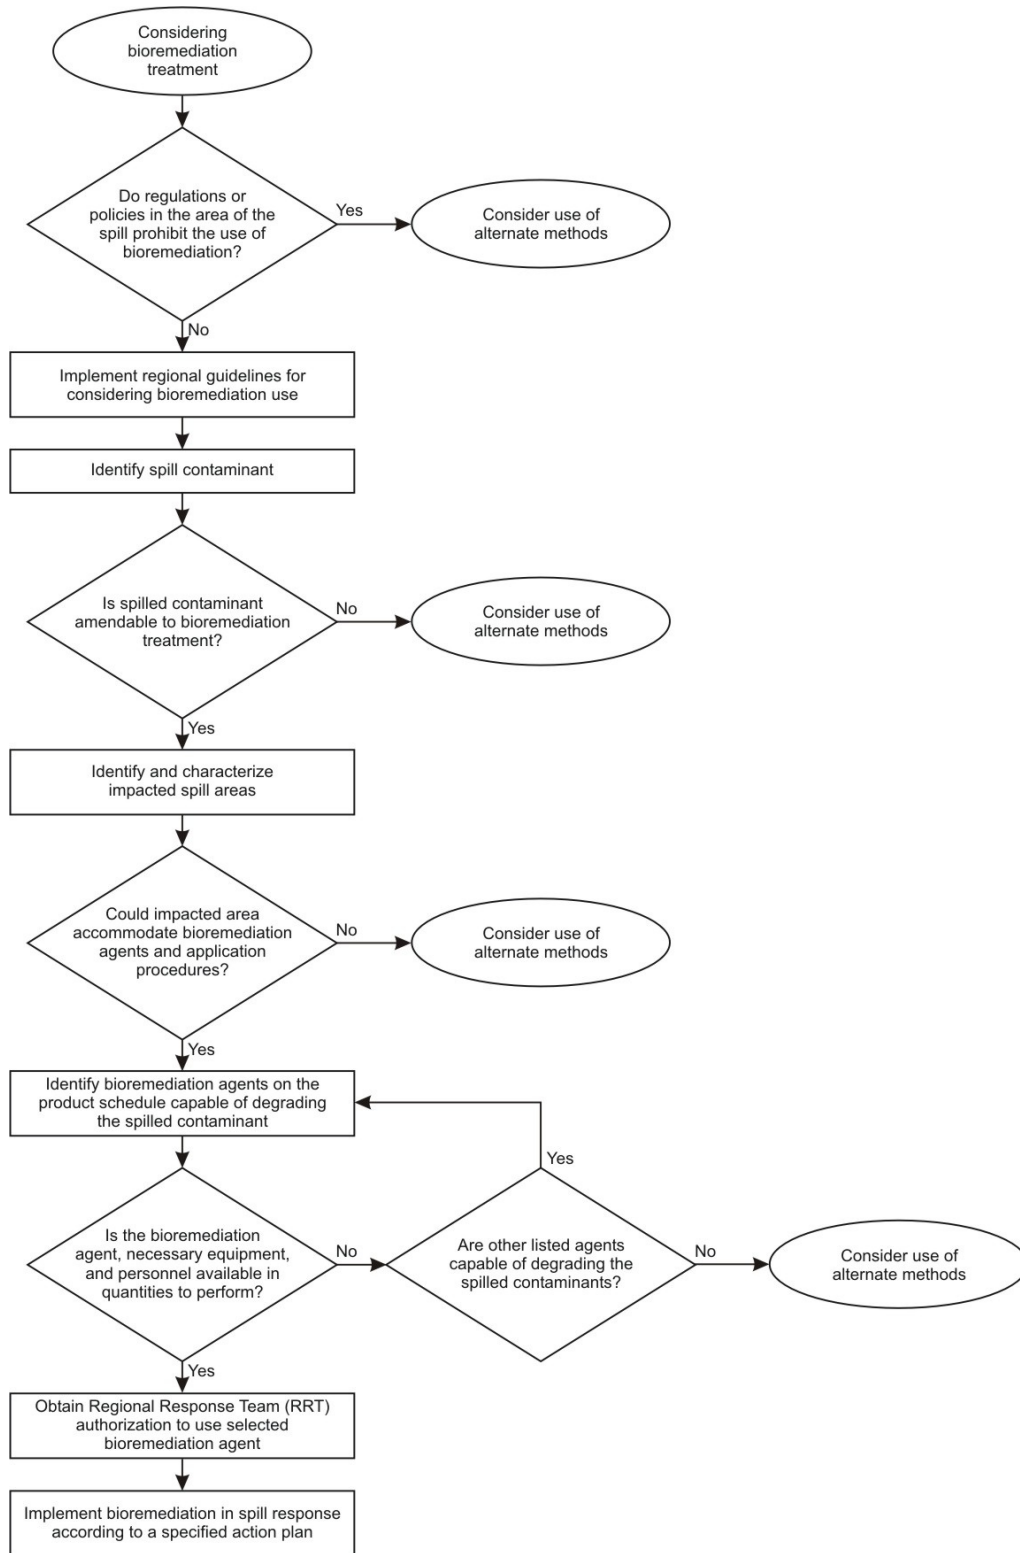 Considering
bioremediation
treatment
Do regulations or
policies in the area of the
spill prohibit the use of
bioremediation?
Yes
Consider use of
alternate methods
No
Implement regional guidelines for
considering bioremediation use
Identify spill contaminant
Is spilled contaminant
amendable to bioremediation
treatment?
No
Consider use of
alternate methods
Yes
Identify and characterize
impacted spill areas
Could impacted area
accommodate bioremediation
agents and application
procedures?
No
Consider use of
alternate methods
Yes
Identify bioremediation agents on the
product schedule capable of degrading
the spilled contaminant
Yes
Is the bioremediation
agent, necessary equipment,
and personnel available in
quantities to perform?
No
Are other listed agents
capable of degrading the
spilled contaminants?
No
Consider use of
alternate methods
Yes
Obtain Regional Response Team (RRT)
authorization to use selected
bioremediation agent
Implement bioremediation in spill response
according to a specified action plan